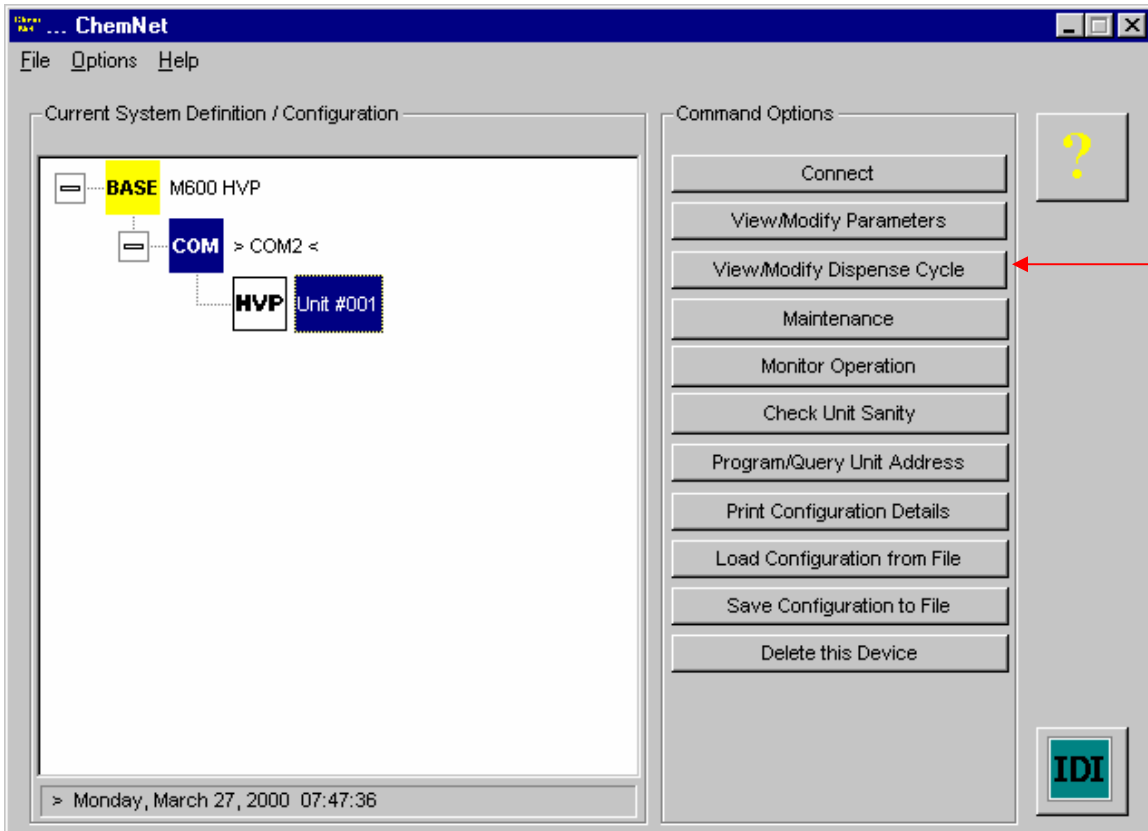 ... ChemNet
File Options Help
Current System Definition / Configuration
BASE M600 HVP
COM > COM2 <
HVP Unit #001
> Monday, March 27, 2000 07:47:36
Command Options
Connect
View/Modify Parameters
View/Modify Dispense Cycle
Maintenance
Monitor Operation
Check Unit Sanity
Program/Query Unit Address
Print Configuration Details
Load Configuration from File
Save Configuration to File
Delete this Device
?
IDI